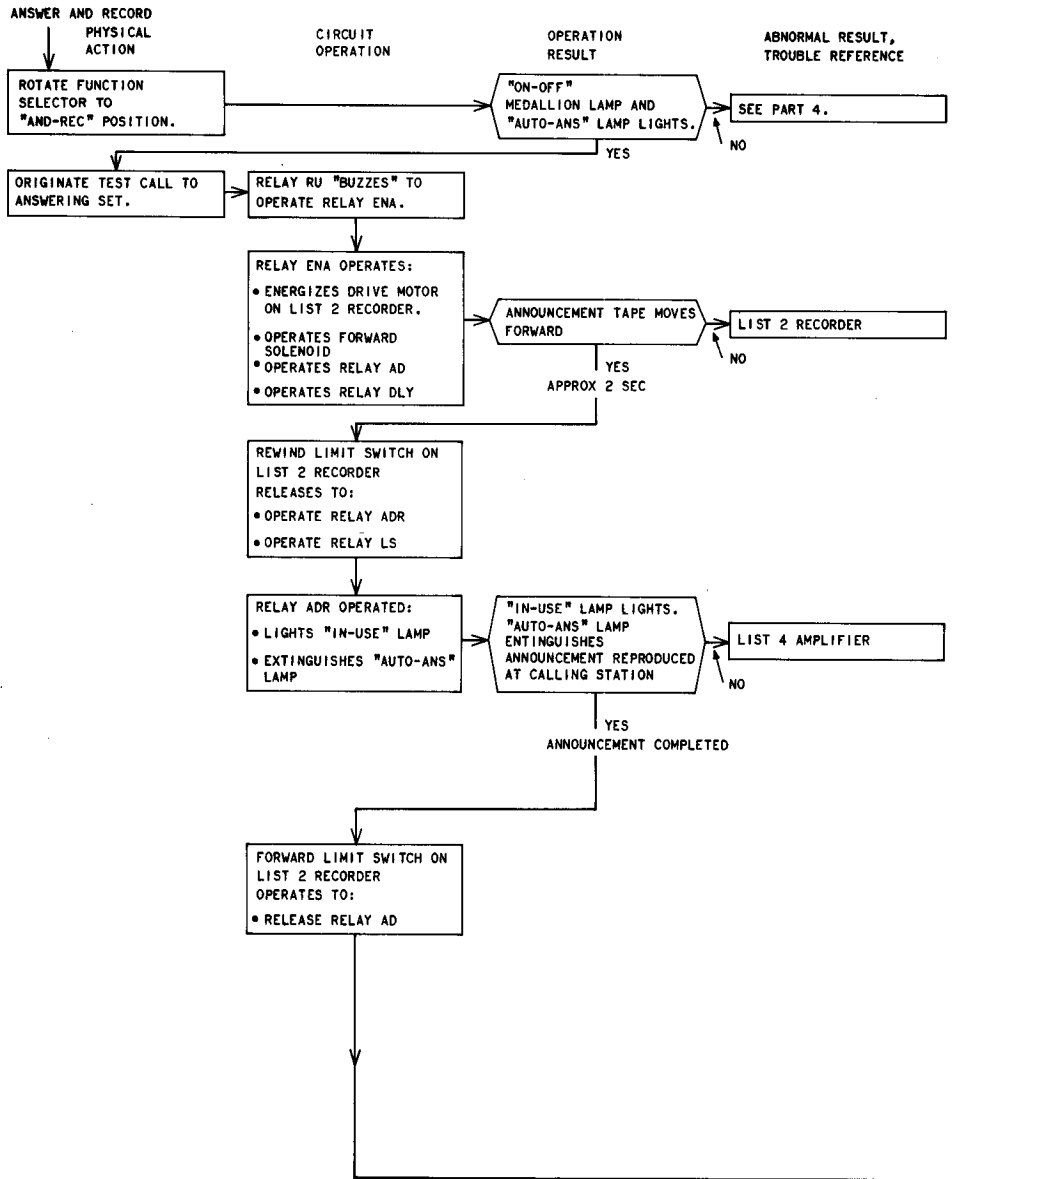 ANSWER AND RECORD
PHYSICAL
ACTION
CIRCUIT
OPERATION
OPERATION
RESULT
ABNORMAL RESULT,
TROUBLE REFERENCE
ROTATE FUNCTION
SELECTOR TO
"AND-REC" POSITION.
"ON-OFF"
MEDALLION LAMP AND
"AUTO-ANS" LAMP LIGHTS.
SEE PART 4.
NO
YES
ORIGINATE TEST CALL TO
ANSWERING SET.
RELAY RU "BUZZES" TO
OPERATE RELAY ENA.
RELAY ENA OPERATES:
• ENERGIZES DRIVE MOTOR
ON LIST 2 RECORDER.
• OPERATES FORWARD
SOLENOID
• OPERATES RELAY AD
• OPERATES RELAY DLY
ANNOUNCEMENT TAPE MOVES
FORWARD
LIST 2 RECORDER
NO
YES
APPROX 2 SEC
REWIND LIMIT SWITCH ON
LIST 2 RECORDER
RELEASES TO:
• OPERATE RELAY ADR
• OPERATE RELAY LS
RELAY ADR OPERATED:
• LIGHTS "IN-USE" LAMP
• EXTINGUISHES "AUTO-ANS"
LAMP
"IN-USE" LAMP LIGHTS.
"AUTO-ANS" LAMP
ENTINGUISHES
ANNOUNCEMENT REPRODUCED
AT CALLING STATION
LIST 4 AMPLIFIER
NO
YES
ANNOUNCEMENT COMPLETED
FORWARD LIMIT SWITCH ON
LIST 2 RECORDER
OPERATES TO:
• RELEASE RELAY AD